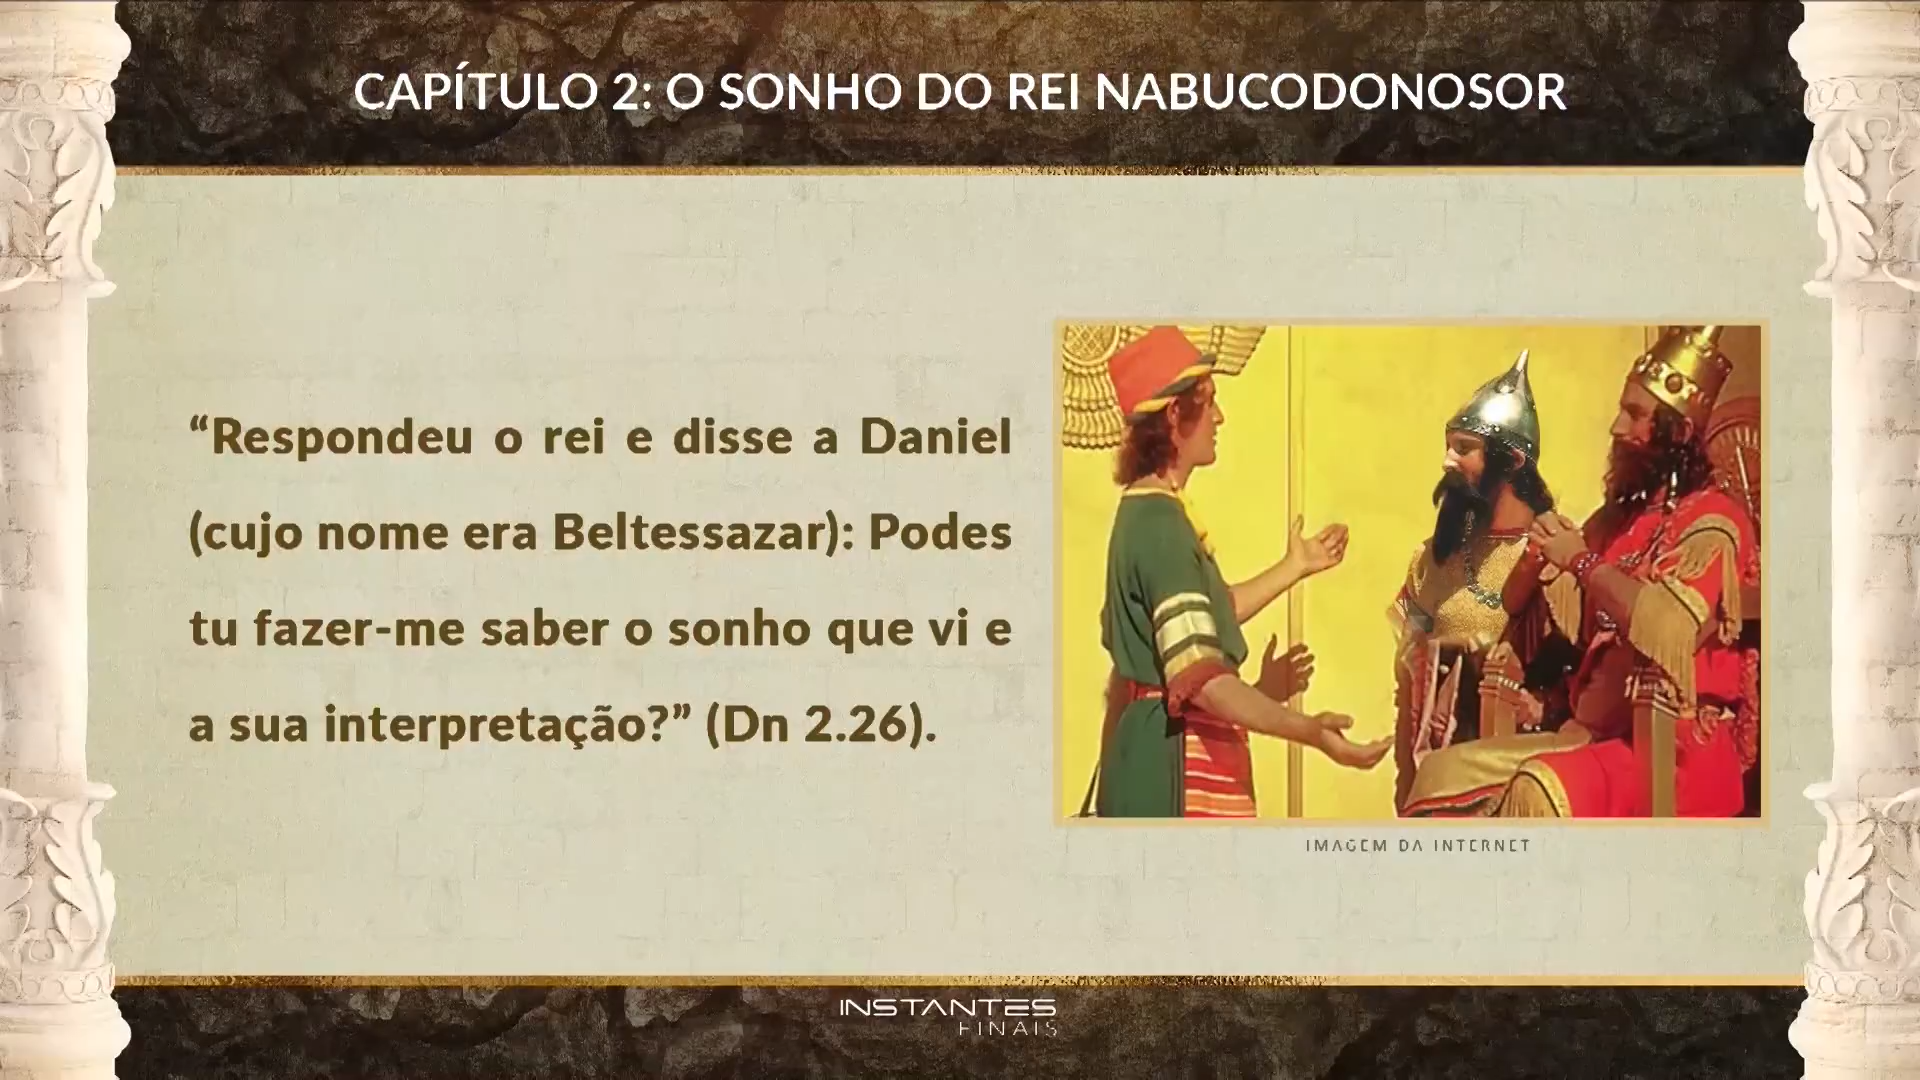 CAPÍTULO 2: O SONHO DO REI NABUCODONOSOR
“Respondeu o rei e disse a Daniel
(cujo nome era Beltessazar): Podes
tu fazer-me saber o sonho que vi e
a sua interpretação?” (Dn 2.26).
IMAGEM DA INTERNET
INSTANTES
FINAIS